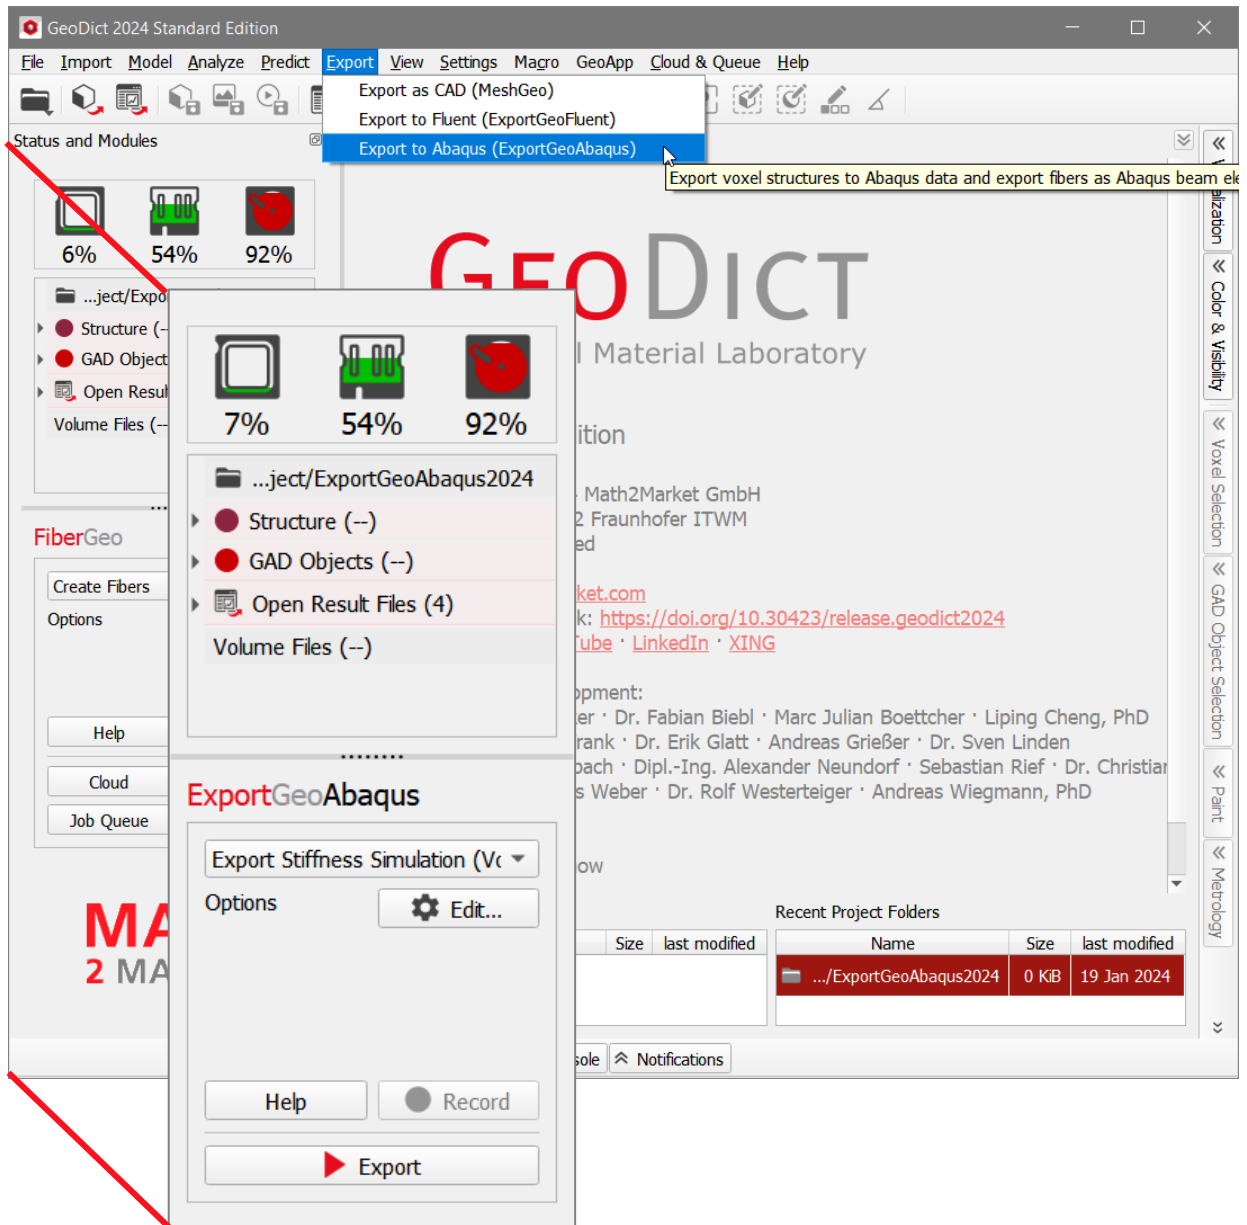 GeoDict 2024 Standard Edition
File Import Model Analyze Predict Export View Settings Macro GeoApp Cloud & Queue Help
Export as CAD (MeshGeo)
Export to Fluent (ExportGeoFluent)
Export to Abaqus (ExportGeoAbaqus)
Export voxel structures to Abaqus data and export fibers as Abaqus beam ele
Status and Modules
6% 54% 92%
...ject/Expo
Structure (--
GAD Object
Open Resul
Volume Files (--
FiberGeo
Create Fibers
Options
Help
Cloud
Job Queue
MA
2 MA
7% 54% 92%
...ject/ExportGeoAbaqus2024
Structure (--)
GAD Objects (--)
Open Result Files (4)
Volume Files (--)
ExportGeoAbaqus
Export Stiffness Simulation (Vo
Options
Edit...
Help
Record
Export
GEODICT
l Material Laboratory
ition
- Math2Market GmbH
2 Fraunhofer ITWM
ed
ket.com
k: https://doi.org/10.30423/release.geodict2024
Tube · LinkedIn · XING
opment:
ker · Dr. Fabian Biebl · Marc Julian Boettcher · Liping Cheng, PhD
rank · Dr. Erik Glatt · Andreas Grießer · Dr. Sven Linden
bach · Dipl.-Ing. Alexander Neundorf · Sebastian Rief · Dr. Christian
s Weber · Dr. Rolf Westerteiger · Andreas Wiegmann, PhD
ow
Size last modified
Recent Project Folders
Name Size last modified
.../ExportGeoAbaqus2024 0 KiB 19 Jan 2024
sole
Notifications
alization
Color & Visibility
Voxel Selection
GAD Object Selection
Paint
Metrology